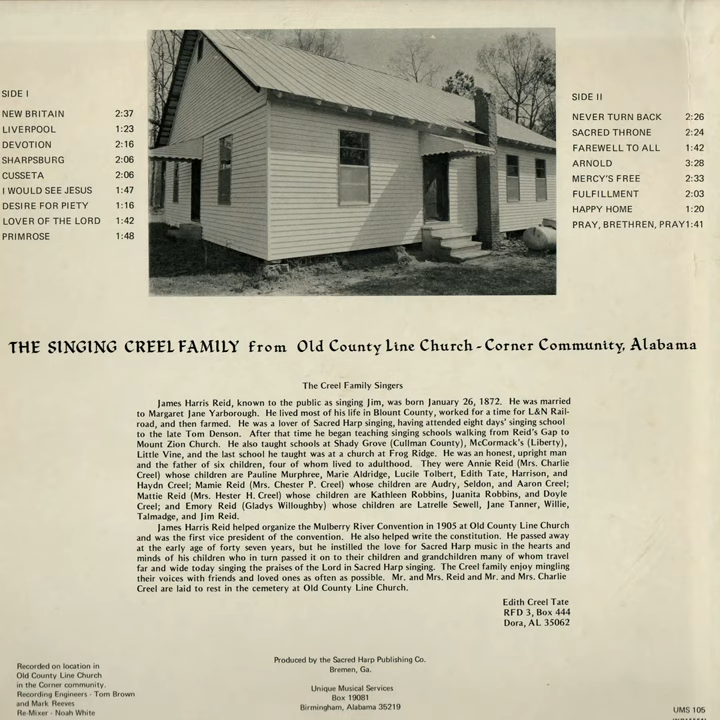 SIDE I
NEW BRITAIN 2:37
LIVERPOOL 1:23
DEVOTION 2:16
SHARPSBURG 2:06
CUSSETA 2:06
I WOULD SEE JESUS 1:47
DESIRE FOR PIETY 1:16
LOVER OF THE LORD 1:42
PRIMROSE 1:48
SIDE II
NEVER TURN BACK 2:26
SACRED THRONE 2:24
FAREWELL TO ALL 1:42
ARNOLD 3:28
MERCY'S FREE 2:33
FULFILLMENT 2:03
HAPPY HOME 1:20
PRAY, BRETHREN, PRAY 1:41
THE SINGING CREEL FAMILY from Old County Line Church - Corner Community, Alabama
The Creel Family Singers
James Harris Reid, known to the public as singing Jim, was born January 26, 1872. He was married
to Margaret Jane Yarborough. He lived most of his life in Blount County, worked for a time for L&N Rail-
road, and then farmed. He was a lover of Sacred Harp singing, having attended eight days' singing school
to the late Tom Denson. After that time he began teaching singing schools walking from Reid's Gap to
Mount Zion Church. He also taught schools at Shady Grove (Cullman County), McCormack's (Liberty),
Little Vine, and the last school he taught was at a church at Frog Ridge. He was an honest, upright man
and the father of six children, four of whom lived to adulthood. They were Annie Reid (Mrs. Charlie
Creel) whose children are Pauline Murphree, Marie Aldridge, Lucile Tolbert, Edith Tate, Harrison, and
Haydn Creel; Mamie Reid (Mrs. Chester P. Creel) whose children are Audry, Seldon, and Aaron Creel;
Mattie Reid (Mrs. Hester H. Creel) whose children are Kathleen Robbins, Juanita Robbins, and Doyle
Creel; and Emory Reid (Gladys Willoughby) whose children are Latrelle Sewell, Jane Tanner, Willie,
Talmadge, and Jim Reid.
James Harris Reid helped organize the Mulberry River Convention in 1905 at Old County Line Church
and was the first vice president of the convention. He also helped write the constitution. He passed away
at the early age of forty seven years, but he instilled the love for Sacred Harp music in the hearts and
minds of his children who in turn passed it on to their children and grandchildren many of whom travel
far and wide today singing the praises of the Lord in Sacred Harp singing. The Creel family enjoy mingling
their voices with friends and loved ones as often as possible. Mr. and Mrs. Reid and Mr. and Mrs. Charlie
Creel are laid to rest in the cemetery at Old County Line Church.
Edith Creel Tate
RFD 3, Box 444
Dora, AL 35062
Recorded on location in
Old County Line Church
in the Corner community.
Recording Engineers - Tom Brown
and Mark Reeves
Re-Mixer - Noah White
Produced by the Sacred Harp Publishing Co.
Bremen, Ga.
Unique Musical Services
Box 19081
Birmingham, Alabama 35219
UMS 105